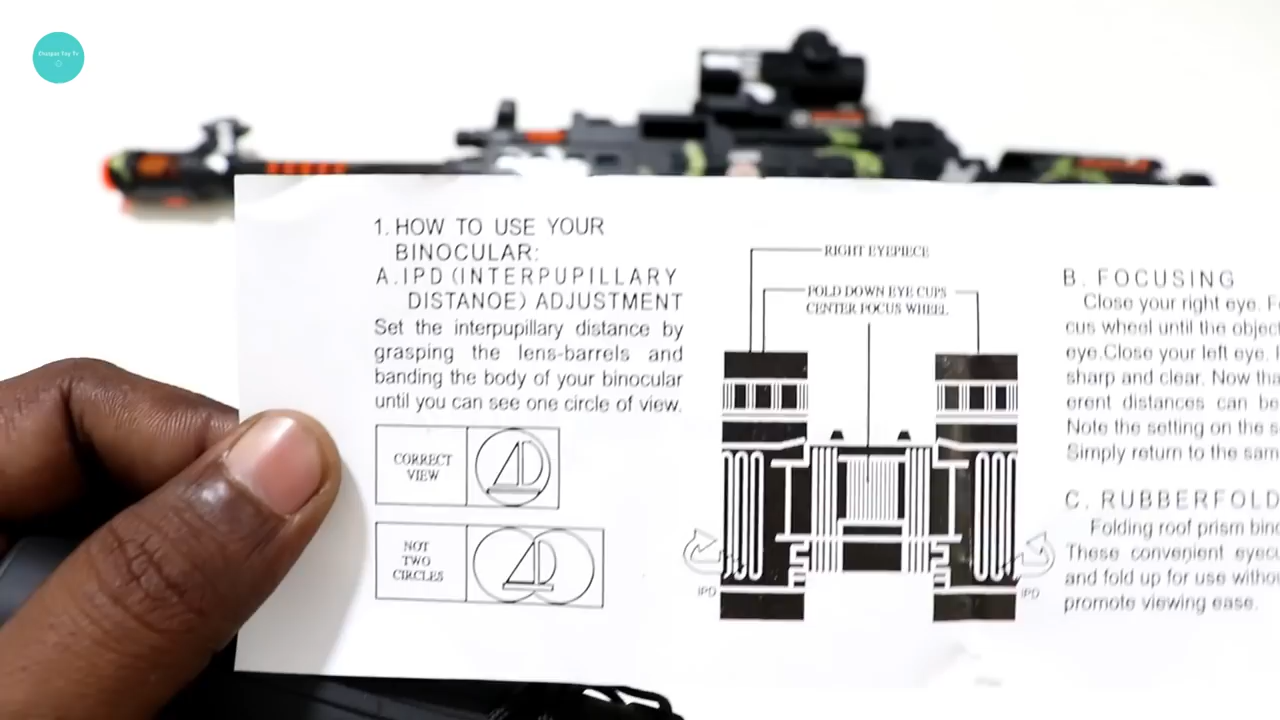 1. HOW TO USE YOUR
BINOCULAR:
A. IPD (INTERPUPILLARY
DISTANOE) ADJUSTMENT
Set the interpupillary distance by
grasping the lens-barrels and
banding the body of your binocular
until you can see one circle of view.
CORRECT
VIEW
NOT
TWO
CIRCLES
RIGHT EYEPIECE
POLD DOWN EYE CUPS
CENTER POCUS WHEEL
IPD
IPD
B. FOCUSING
Close your right eye. F
cus wheel until the object
eye.Close your left eye.
sharp and clear. Now tha
erent distances can be
Note the setting on the s
Simply return to the sam
C. RUBBERFOLD
Folding roof prism bin
These convenient eyecu
and fold up for use withou
promote viewing ease.